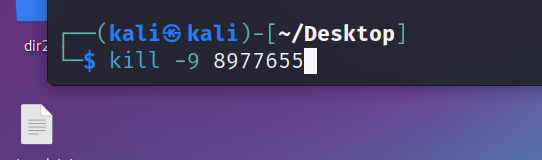 ┌──(kali㉿kali)-[~/Desktop]
└─$ kill -9 8977655
dir2